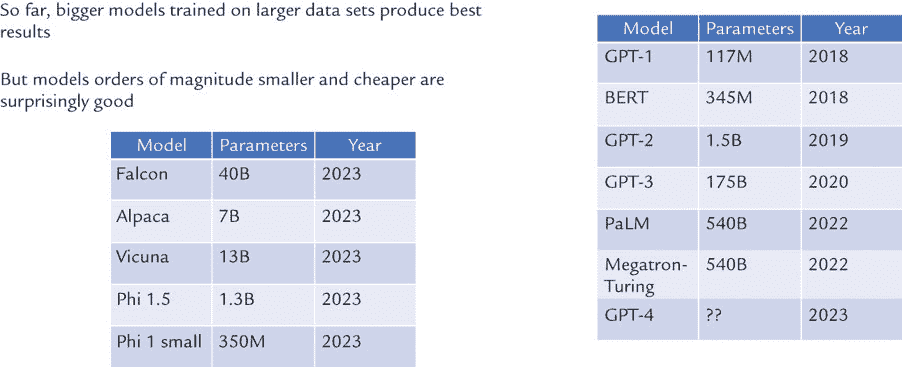 So far, bigger models trained on larger data sets produce best
results
But models orders of magnitude smaller and cheaper are
surprisingly good
Model Parameters Year
Falcon 40B 2023
Alpaca 7B 2023
Vicuna 13B 2023
Phi 1.5 1.3B 2023
Phi 1 small 350M 2023
Model Parameters Year
GPT-1 117M 2018
BERT 345M 2018
GPT-2 1.5B 2019
GPT-3 175B 2020
PaLM 540B 2022
Megatron- 540B 2022
Turing
GPT-4 ?? 2023